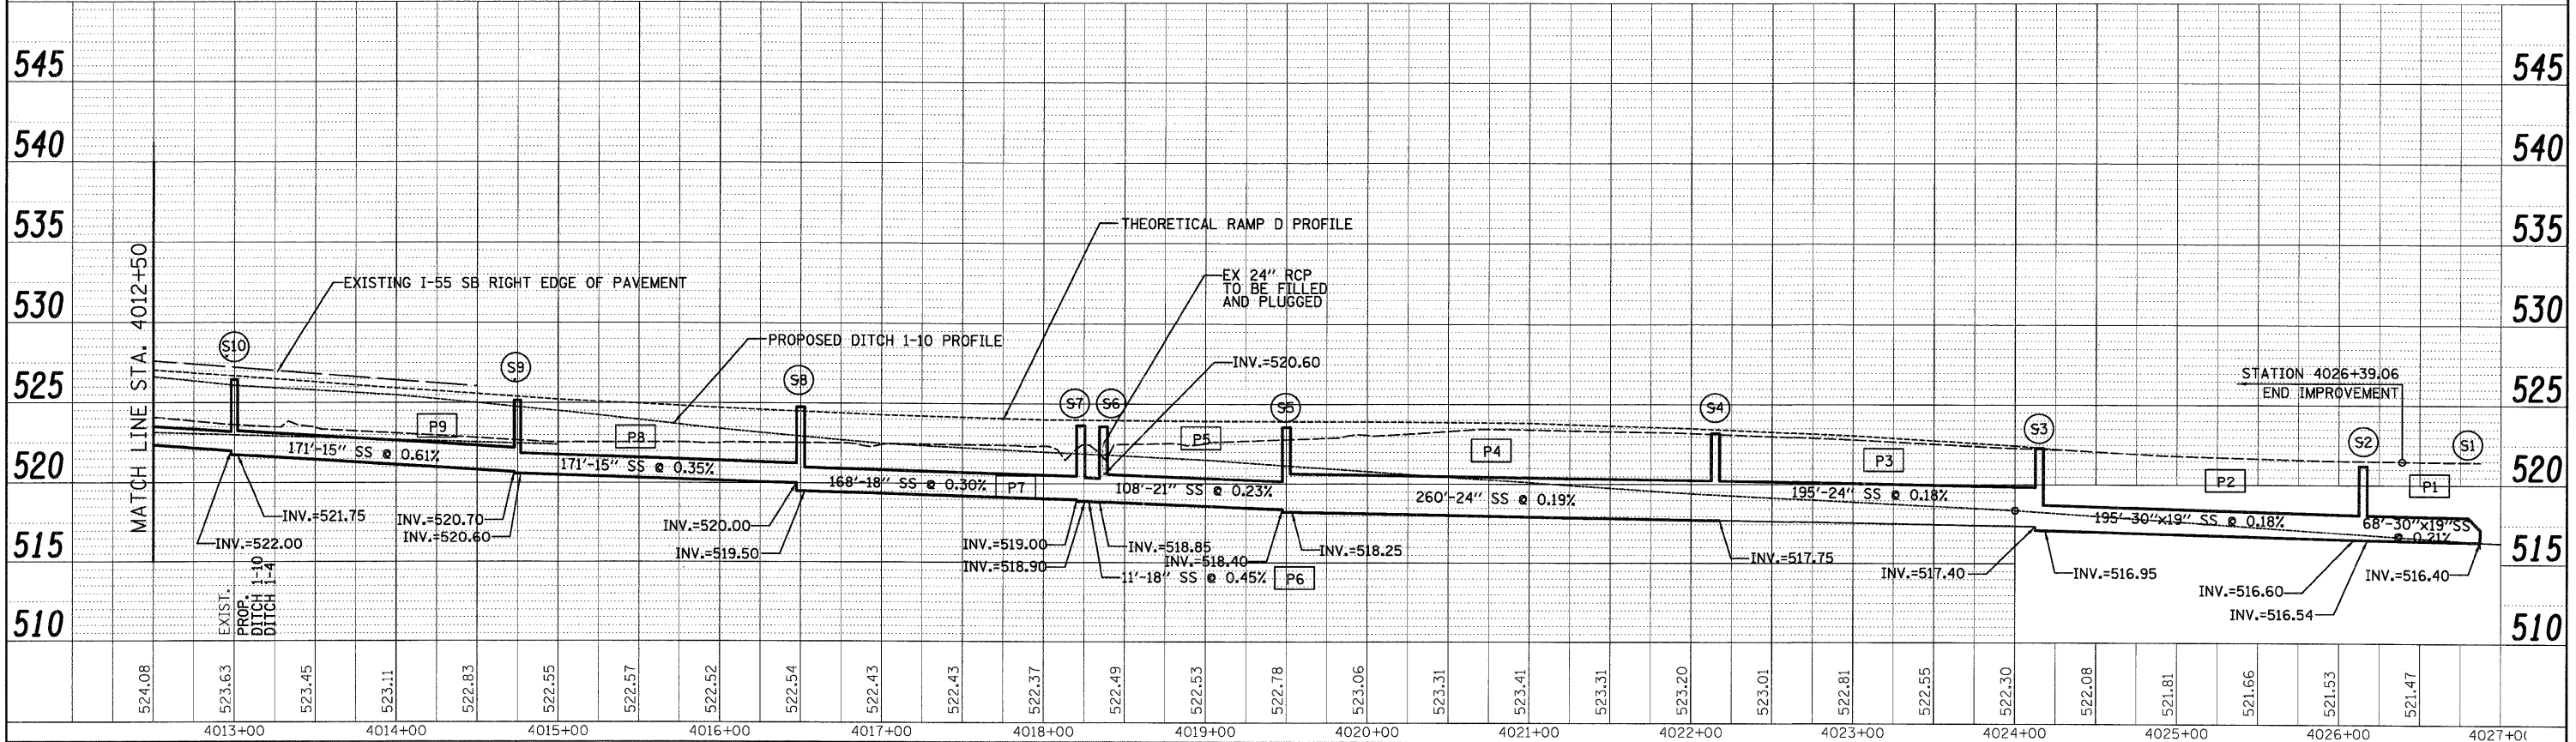 545
545
540
540
535
535
530
530
525
525
520
520
515
515
510
510
MATCH LINE STA. 4012+50
THEORETICAL RAMP D PROFILE
EXISTING I-55 SB RIGHT EDGE OF PAVEMENT
EX 24" RCP
TO BE FILLED
AND PLUGGED
PROPOSED DITCH 1-10 PROFILE
INV.=520.60
STATION 4026+39.06
END IMPROVEMENT
S10
S9
S8
S7
S6
S5
S4
S3
S2
S1
P9
P8
P7
P5
P4
P3
P2
P1
171'-15" SS @ 0.61%
171'-15" SS @ 0.35%
168'-18" SS @ 0.30%
108'-21" SS @ 0.23%
260'-24" SS @ 0.19%
195'-24" SS @ 0.18%
195'-30"x19" SS @ 0.18%
68'-30"x19"SS
@ 0.21%
INV.=521.75
INV.=522.00
INV.=520.70
INV.=520.60
INV.=520.00
INV.=519.50
INV.=519.00
INV.=518.90
INV.=518.85
INV.=518.40
11'-18" SS @ 0.45%
P6
INV.=518.25
INV.=517.75
INV.=517.40
INV.=516.95
INV.=516.60
INV.=516.54
INV.=516.40
EXIST.
PROP.
DITCH 1-10
DITCH 1-4
524.08
523.63
523.45
523.11
522.83
522.55
522.57
522.52
522.54
522.43
522.43
522.37
522.49
522.53
522.78
523.06
523.31
523.41
523.31
523.20
523.01
522.81
522.55
522.30
522.08
521.81
521.66
521.53
521.47
4013+00
4014+00
4015+00
4016+00
4017+00
4018+00
4019+00
4020+00
4021+00
4022+00
4023+00
4024+00
4025+00
4026+00
4027+0